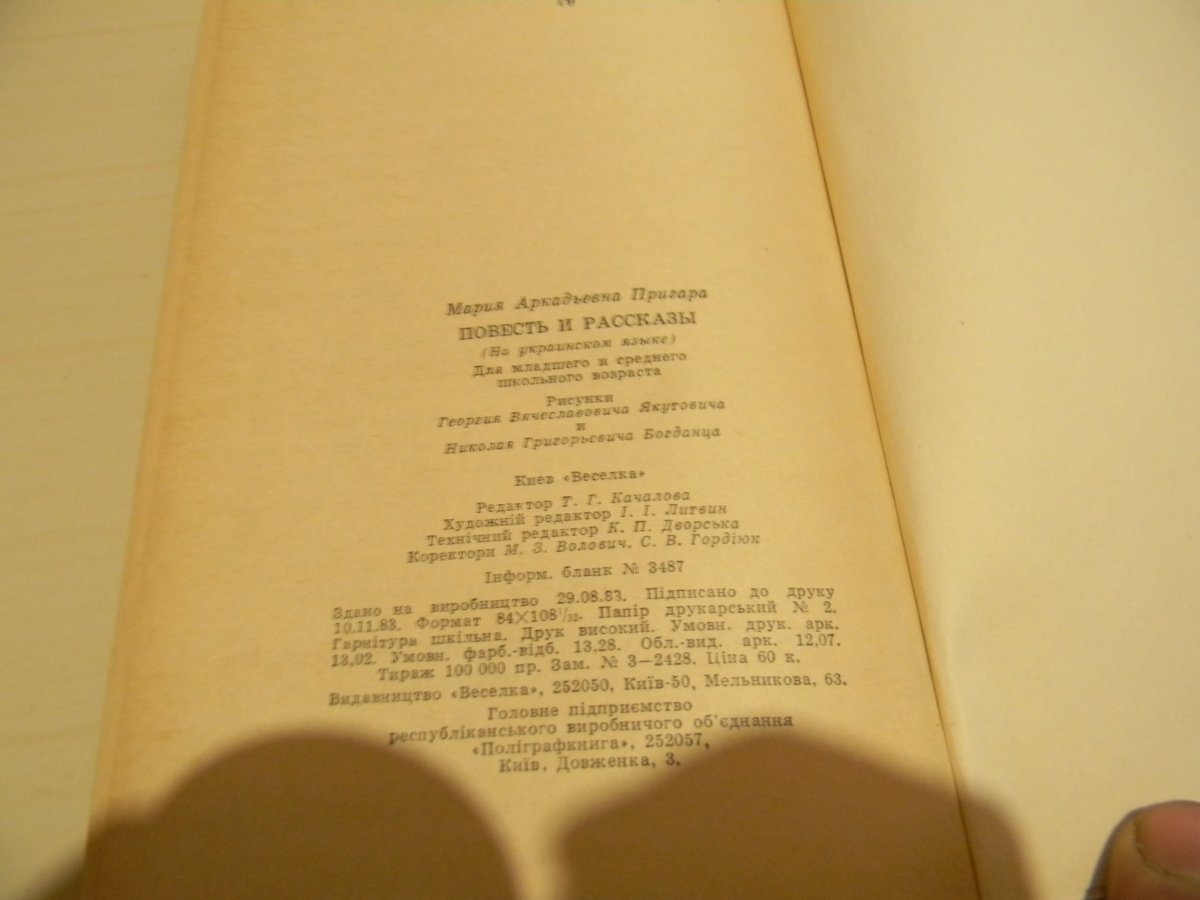 Мария Аркадьевна Пригара
ПОВЕСТЬ И РАССКАЗЫ
(На украинском языке)
Для младшего и среднего
школьного возраста
Рисунки
Георгия Вячеславовича Якутовича
и
Николая Григорьевича Богданца
Киев «Веселка»
Редактор Т. Г. Качалова
Художній редактор І. І. Литвин
Технічний редактор К. П. Дворська
Коректори М. З. Волович, С. В. Гордіюк
Інформ. бланк № 3487
Здано на виробництво 29.08.83. Підписано до друку
10.11.83. Формат 84×108¹/₃₂. Папір друкарський № 2.
Гарнітура шкільна. Друк високий. Умовн. друк. арк.
13,02. Умовн. фарб.-відб. 13,28. Обл.-вид. арк. 12,07.
Тираж 100 000 пр. Зам. № 3—2428. Ціна 60 к.
Видавництво «Веселка», 252050, Київ-50, Мельникова, 63.
Головне підприємство
республіканського виробничого об'єднання
«Поліграфкнига», 252057,
Київ, Довженка, 3.